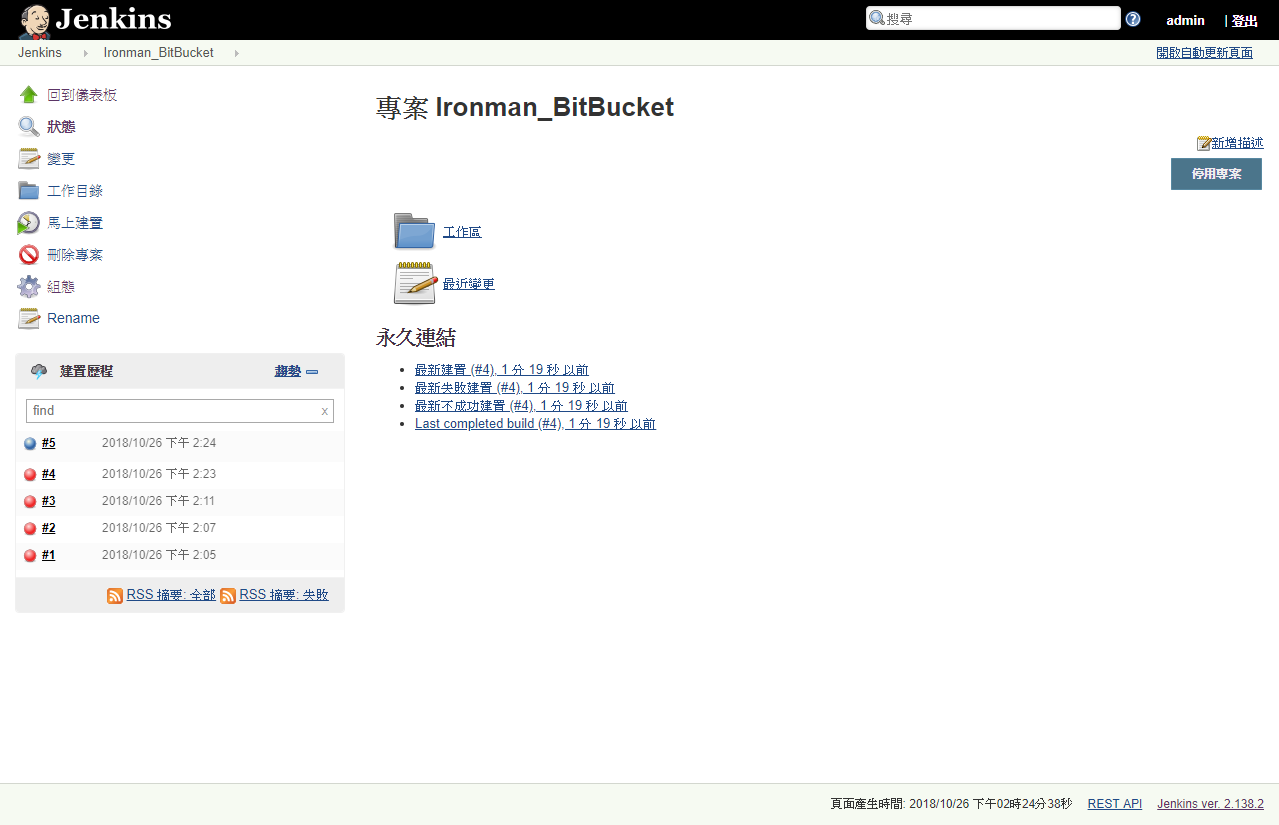 Jenkins
搜尋
admin
| 登出
Jenkins
Ironman_BitBucket
開啟自動更新頁面
回到儀表板
狀態
變更
工作目錄
馬上建置
刪除專案
組態
Rename
建置歷程
趨勢
find
x
#5 2018/10/26 下午 2:24
#4 2018/10/26 下午 2:23
#3 2018/10/26 下午 2:11
#2 2018/10/26 下午 2:07
#1 2018/10/26 下午 2:05
RSS 摘要: 全部 RSS 摘要: 失敗
專案 Ironman_BitBucket
新增描述
停用專案
工作區
最近變更
永久連結
最新建置 (#4), 1 分 19 秒 以前
最新失敗建置 (#4), 1 分 19 秒 以前
最新不成功建置 (#4), 1 分 19 秒 以前
Last completed build (#4), 1 分 19 秒 以前
頁面產生時間: 2018/10/26 下午02時24分38秒 REST API Jenkins ver. 2.138.2